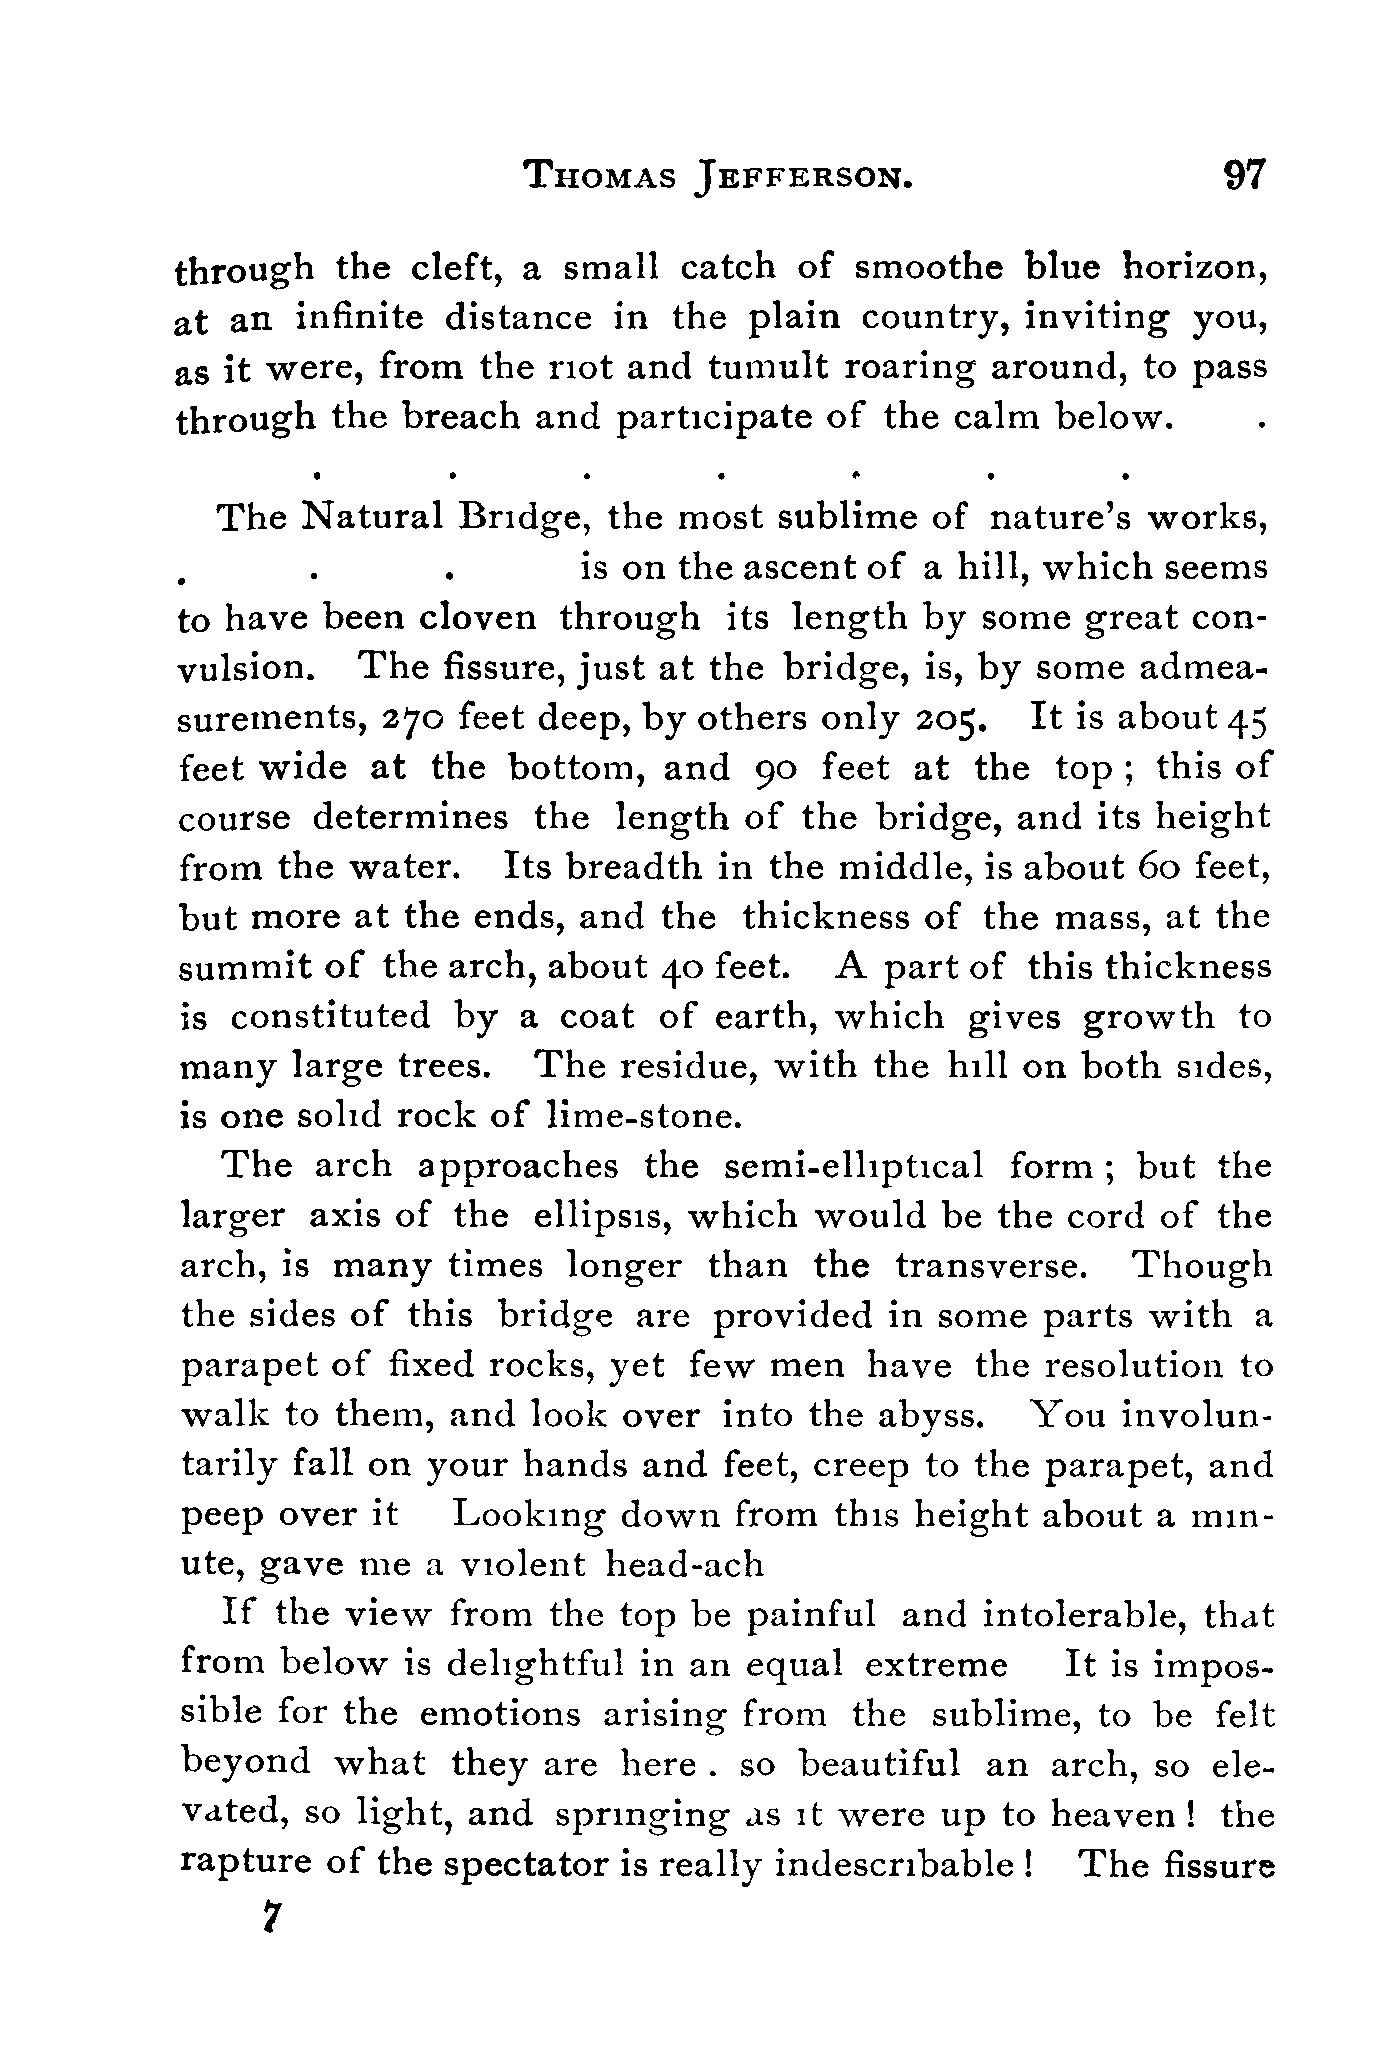 THOMAS JEFFERSON. 97
through the cleft, a small catch of smoothe blue horizon,
at an infinite distance in the plain country, inviting you,
as it were, from the riot and tumult roaring around, to pass
through the breach and participate of the calm below. .
. . . . . . .
The Natural Bridge, the most sublime of nature's works,
. . . is on the ascent of a hill, which seems
to have been cloven through its length by some great con-
vulsion. The fissure, just at the bridge, is, by some admea-
surements, 270 feet deep, by others only 205. It is about 45
feet wide at the bottom, and 90 feet at the top ; this of
course determines the length of the bridge, and its height
from the water. Its breadth in the middle, is about 60 feet,
but more at the ends, and the thickness of the mass, at the
summit of the arch, about 40 feet. A part of this thickness
is constituted by a coat of earth, which gives growth to
many large trees. The residue, with the hill on both sides,
is one solid rock of lime-stone.
The arch approaches the semi-elliptical form ; but the
larger axis of the ellipsis, which would be the cord of the
arch, is many times longer than the transverse. Though
the sides of this bridge are provided in some parts with a
parapet of fixed rocks, yet few men have the resolution to
walk to them, and look over into the abyss. You involun-
tarily fall on your hands and feet, creep to the parapet, and
peep over it Looking down from this height about a min-
ute, gave me a violent head-ach
If the view from the top be painful and intolerable, that
from below is delightful in an equal extreme It is impos-
sible for the emotions arising from the sublime, to be felt
beyond what they are here . so beautiful an arch, so ele-
vated, so light, and springing as it were up to heaven ! the
rapture of the spectator is really indescribable ! The fissure
7